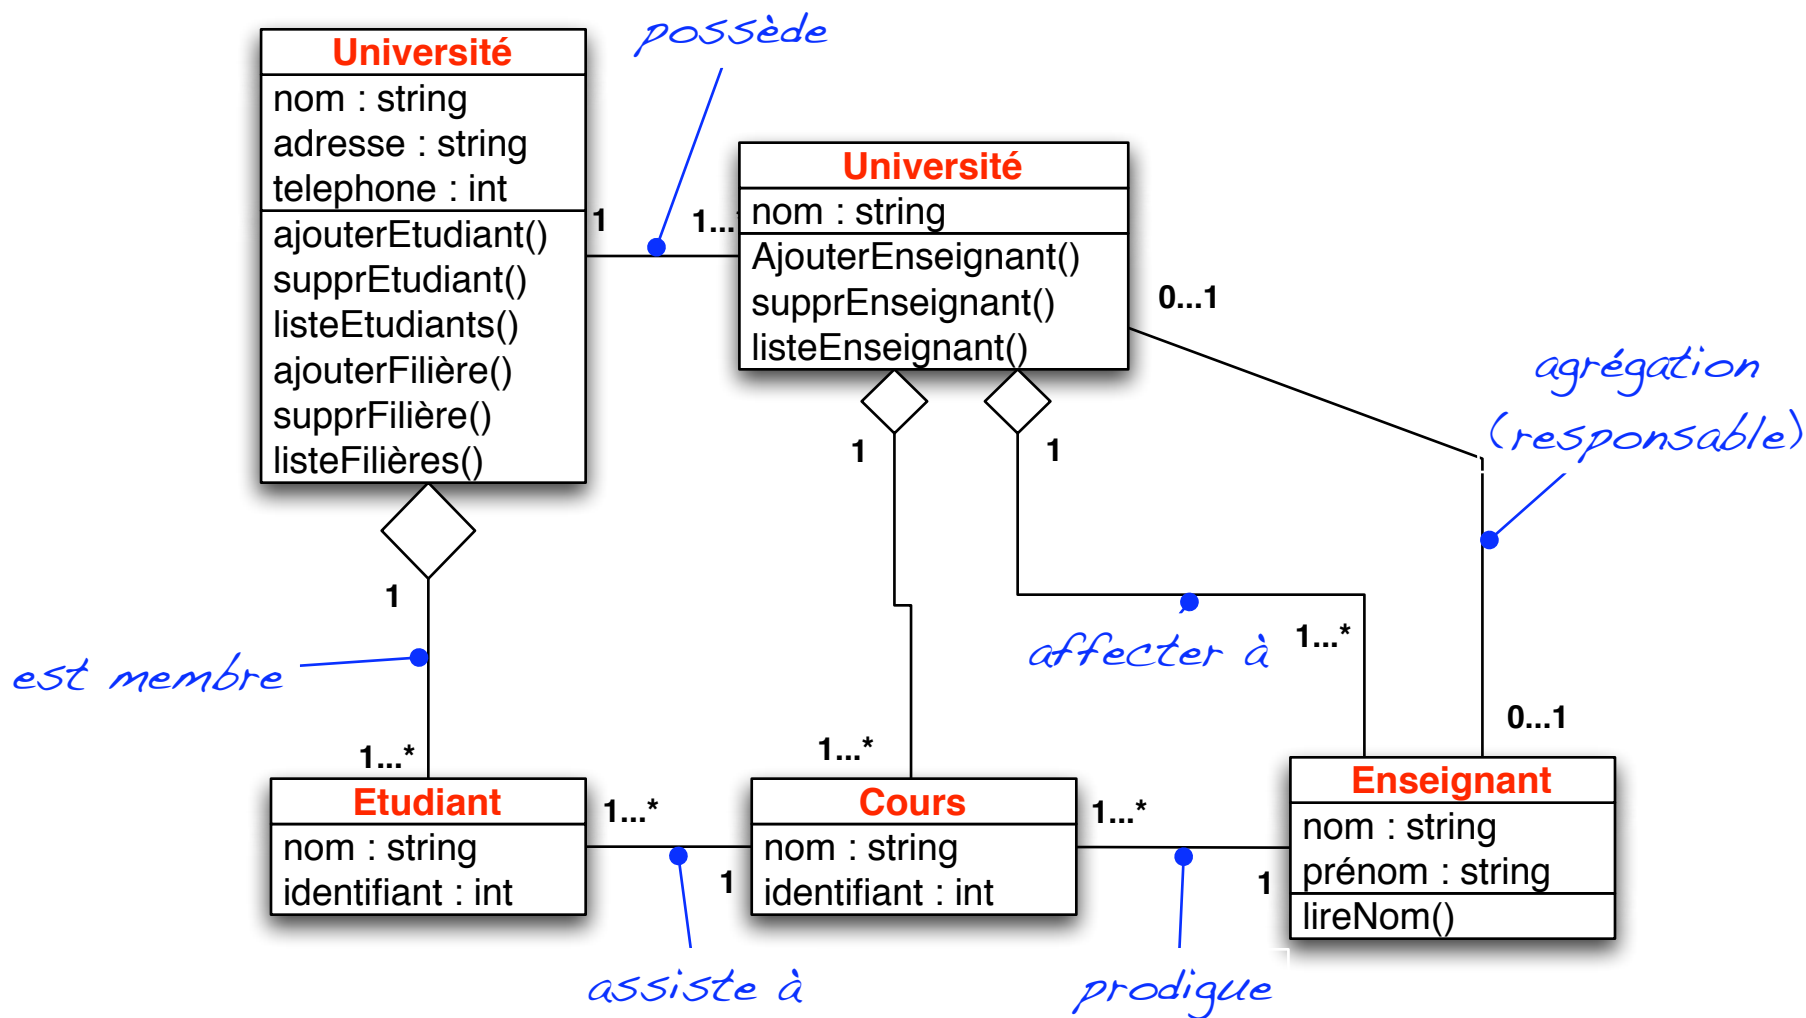 possède
Université
nom : string
adresse : string
telephone : int
ajouterEtudiant()
supprEtudiant()
listeEtudiants()
ajouterFilière()
supprFilière()
listeFilières()
1
1...
Université
nom : string
AjouterEnseignant()
supprEnseignant()
listeEnseignant()
0...1
agrégation
(responsable)
1
1
1
est membre
affecter à
1...*
1...*
1...*
0...1
Etudiant
nom : string
identifiant : int
1...*
1
Cours
nom : string
identifiant : int
1...*
1
Enseignant
nom : string
prénom : string
lireNom()
assiste à
prodigue